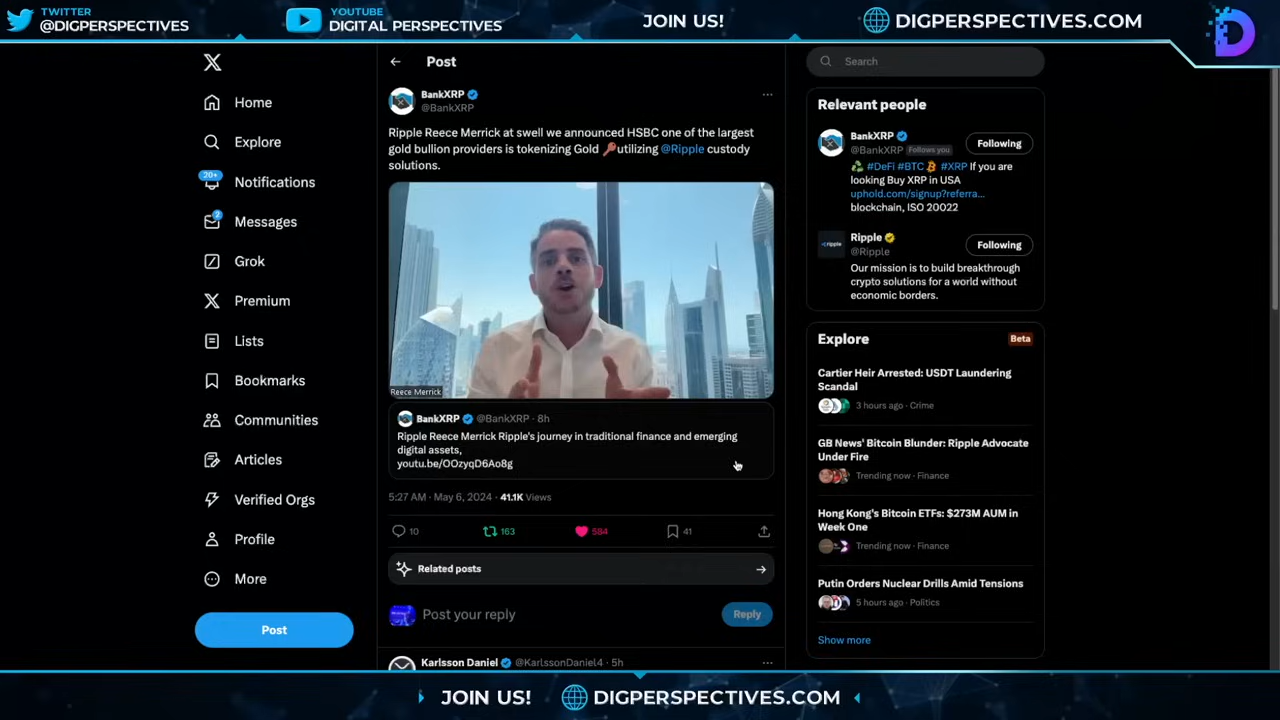 TWITTER
@DIGPERSPECTIVES
YOUTUBE
DIGITAL PERSPECTIVES
JOIN US!
DIGPERSPECTIVES.COM
Home
Explore
20+
Notifications
2
Messages
Grok
Premium
Lists
Bookmarks
Communities
Articles
Verified Orgs
Profile
More
Post
Post
BankXRP
@BankXRP
Ripple Reece Merrick at swell we announced HSBC one of the largest
gold bullion providers is tokenizing Gold 🔑utilizing @Ripple custody
solutions.
Reece Merrick
BankXRP @BankXRP · 8h
Ripple Reece Merrick Ripple's journey in traditional finance and emerging
digital assets,
youtu.be/OOzyqD6Ao8g
5:27 AM · May 6, 2024 · 41.1K Views
10
163
584
41
Related posts
Post your reply
Reply
Karlsson Daniel @KarlssonDaniel4 · 5h
Search
Relevant people
BankXRP
@BankXRP Follows you
Following
#DeFi #BTC #XRP If you are
looking Buy XRP in USA
uphold.com/signup?referra…
blockchain, ISO 20022
Ripple
@Ripple
Following
Our mission is to build breakthrough
crypto solutions for a world without
economic borders.
Explore
Beta
Cartier Heir Arrested: USDT Laundering
Scandal
3 hours ago · Crime
GB News' Bitcoin Blunder: Ripple Advocate
Under Fire
Trending now · Finance
Hong Kong's Bitcoin ETFs: $273M AUM in
Week One
Trending now · Finance
Putin Orders Nuclear Drills Amid Tensions
5 hours ago · Politics
Show more
JOIN US!
DIGPERSPECTIVES.COM